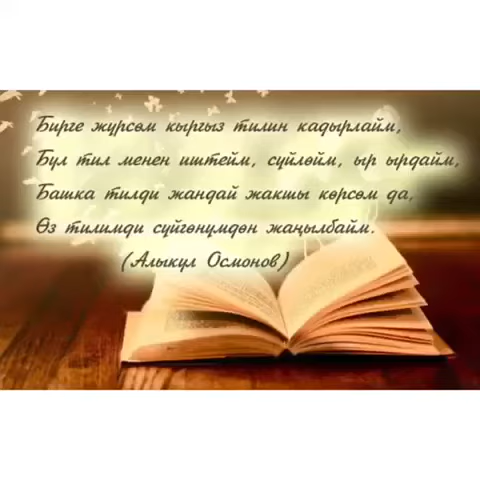 Бирге жүрсөм кыргыз тилин кадырлайм,
Бул тил менен иштейм, сүйлөйм, ыр ырдайм,
Башка тилди жандай жакшы көрсөм да,
Өз тилимди сүйгөнүмдөн жаңылбайм.
(Алыкул Осмонов)